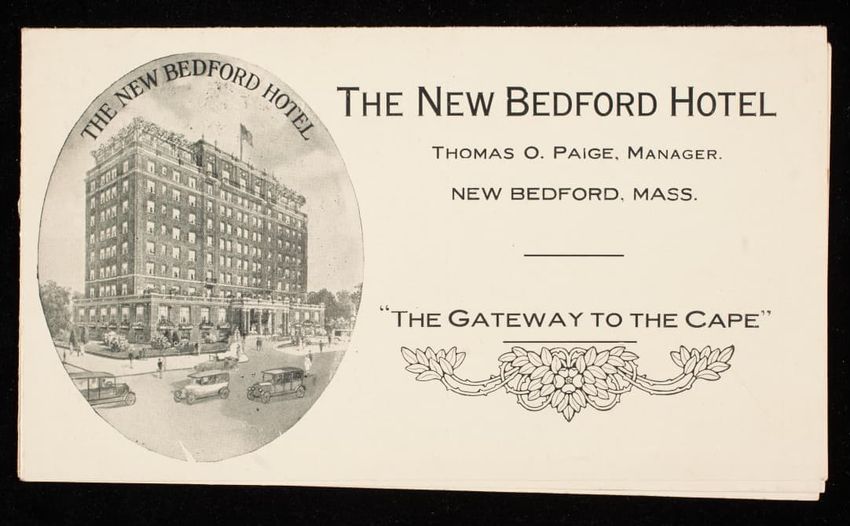 THE NEW BEDFORD HOTEL
THE NEW BEDFORD HOTEL
THOMAS O. PAIGE, MANAGER.
NEW BEDFORD, MASS.
"THE GATEWAY TO THE CAPE"